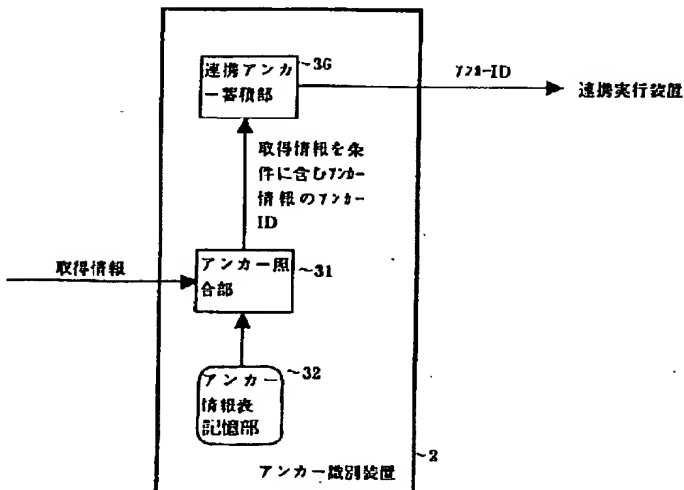 連携アンカ
ー蓄積部
~36
アンカーID
連携実行装置
取得情報を条
件に含むアンカー
情報のアンカー
ID
取得情報
アンカー照
合部
~31
アンカー
情報表
記憶部
~32
アンカー識別装置
~2